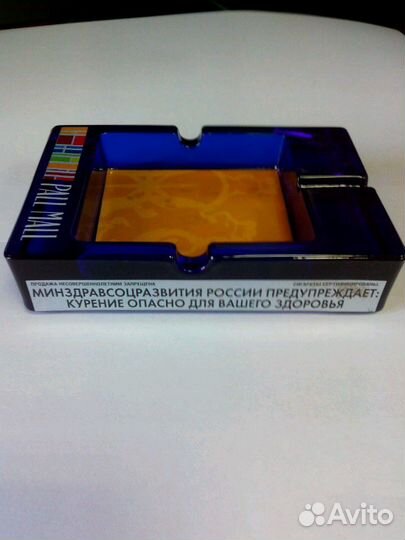 PALL MALL
ПРОДАЖА НЕСОВЕРШЕННОЛЕТНИМ ЗАПРЕЩЕНА
СИГАРЕТЫ СЕРТИФИЦИРОВАНЫ
МИНЗДРАВСОЦРАЗВИТИЯ РОССИИ ПРЕДУПРЕЖДАЕТ:
КУРЕНИЕ ОПАСНО ДЛЯ ВАШЕГО ЗДОРОВЬЯ
Avito